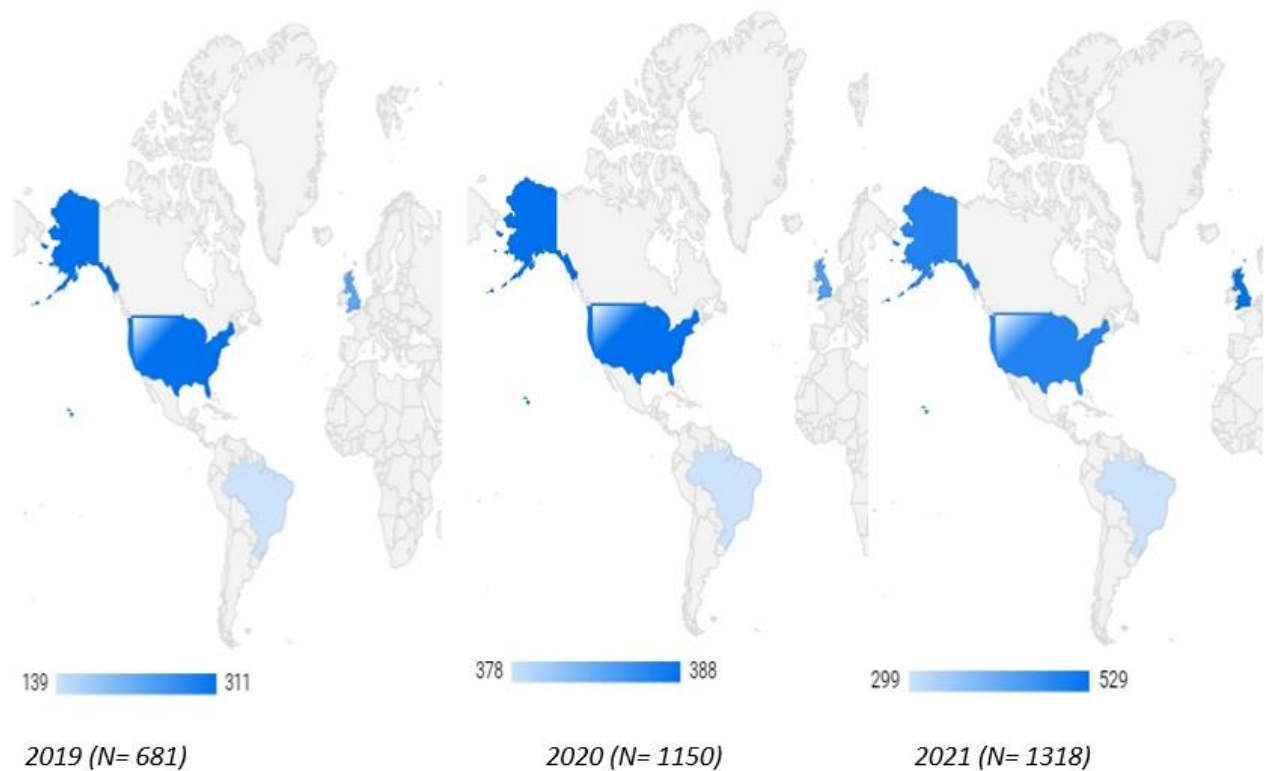 139 311
378 388
299 529
2019 (N= 681)
2020 (N= 1150)
2021 (N= 1318)